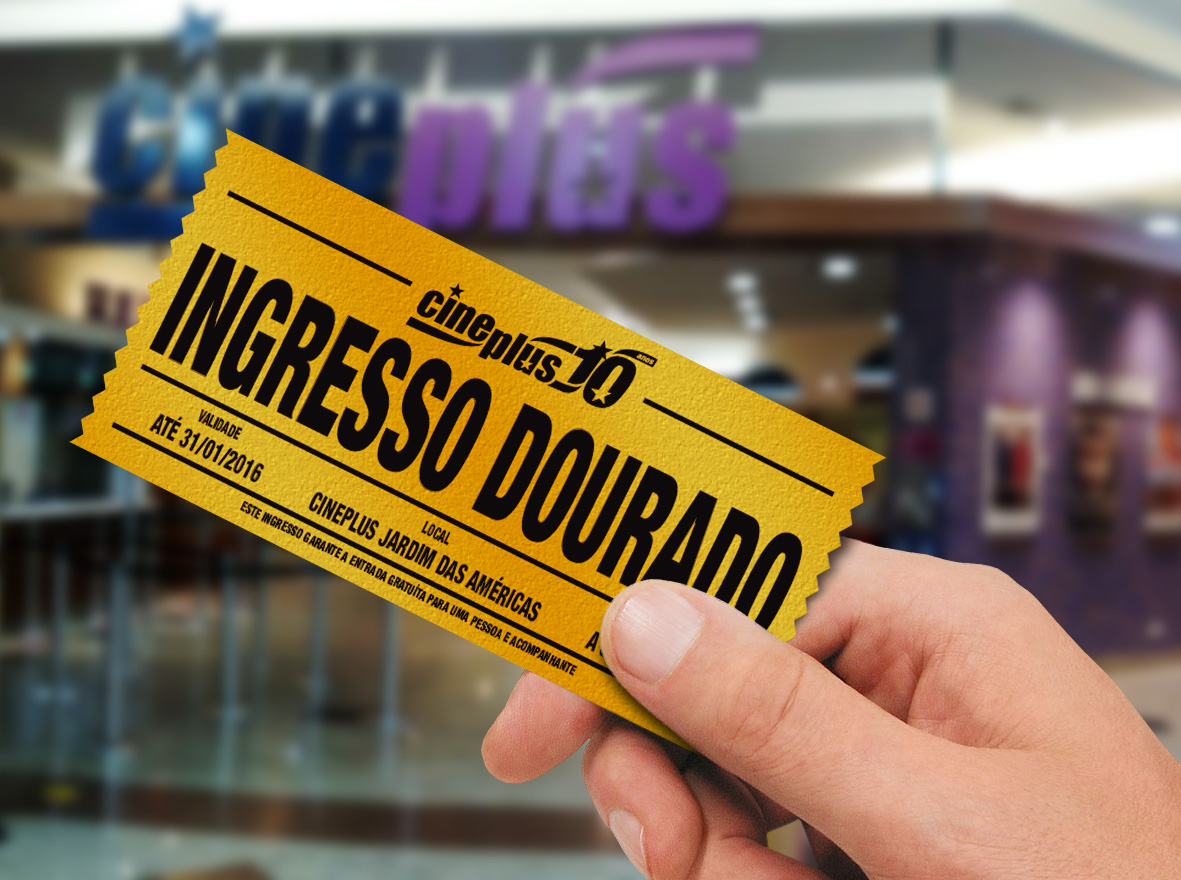 cineplus
cineplus 10 anos
INGRESSO DOURADO
VALIDADE
ATÉ 31/01/2016
LOCAL
CINEPLUS JARDIM DAS AMÉRICAS
ESTE INGRESSO GARANTE A ENTRADA GRATUÍTA PARA UMA PESSOA E ACOMPANHANTE